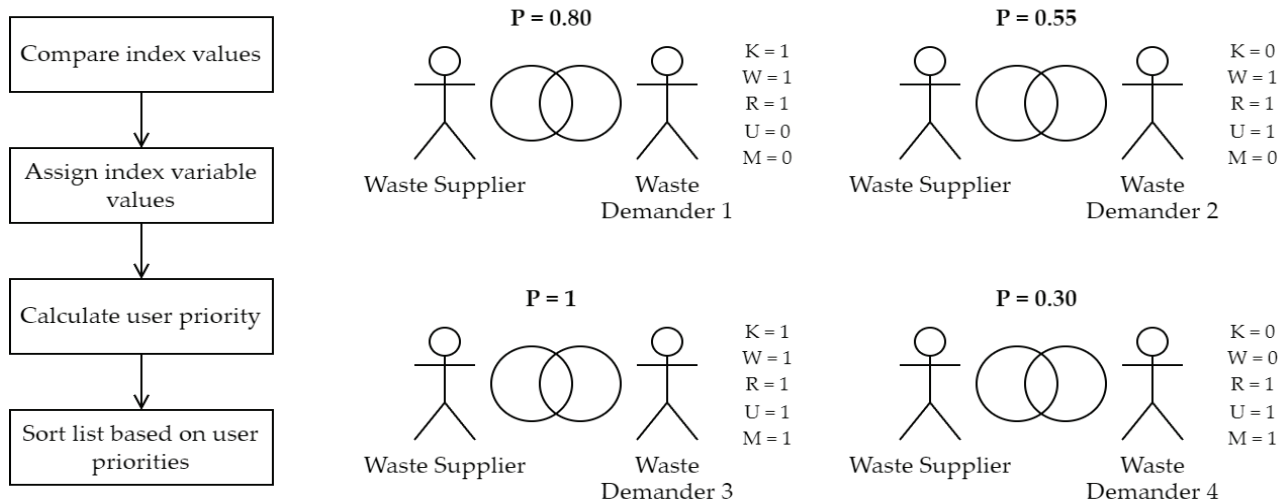 Compare index values
Assign index variable
values
Calculate user priority
Sort list based on user
priorities
P = 0.80
K = 1
W = 1
R = 1
U = 0
M = 0
Waste Supplier
Waste
Demander 1
P = 0.55
K = 0
W = 1
R = 1
U = 1
M = 0
Waste Supplier
Waste
Demander 2
P = 1
K = 1
W = 1
R = 1
U = 1
M = 1
Waste Supplier
Waste
Demander 3
P = 0.30
K = 0
W = 0
R = 1
U = 1
M = 1
Waste Supplier
Waste
Demander 4